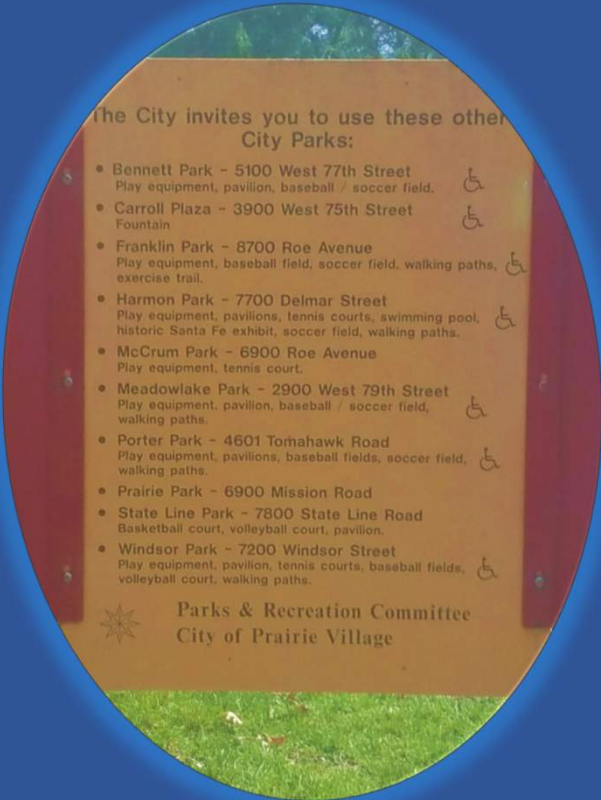 The City invites you to use these other
City Parks:
• Bennett Park - 5100 West 77th Street
Play equipment, pavilion, baseball / soccer field.
• Carroll Plaza - 3900 West 75th Street
Fountain
• Franklin Park - 8700 Roe Avenue
Play equipment, baseball field, soccer field, walking paths,
exercise trail.
• Harmon Park - 7700 Delmar Street
Play equipment, pavilions, tennis courts, swimming pool,
historic Santa Fe exhibit, soccer field, walking paths.
• McCrum Park - 6900 Roe Avenue
Play equipment, tennis court.
• Meadowlake Park - 2900 West 79th Street
Play equipment, pavilion, baseball / soccer field,
walking paths.
• Porter Park - 4601 Tomahawk Road
Play equipment, pavilions, baseball fields, soccer field,
walking paths.
• Prairie Park - 6900 Mission Road
• State Line Park - 7800 State Line Road
Basketball court, volleyball court, pavilion.
• Windsor Park - 7200 Windsor Street
Play equipment, pavilion, tennis courts, baseball fields,
volleyball court, walking paths.
Parks & Recreation Committee
City of Prairie Village